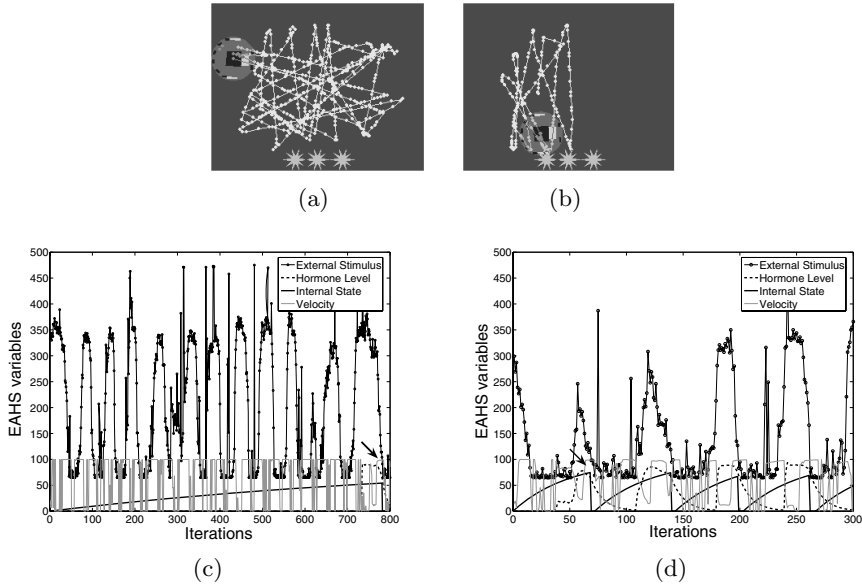 (a)
(b)
EAHS variables
500
450
400
350
300
250
200
150
100
50
0
0
100
200
300
400
500
600
700
800
Iterations
External Stimulus
Hormone Level
Internal State
Velocity
(c)
EAHS variables
500
450
400
350
300
250
200
150
100
50
0
0
50
100
150
200
250
300
Iterations
External Stimulus
Hormone Level
Internal State
Velocity
(d)